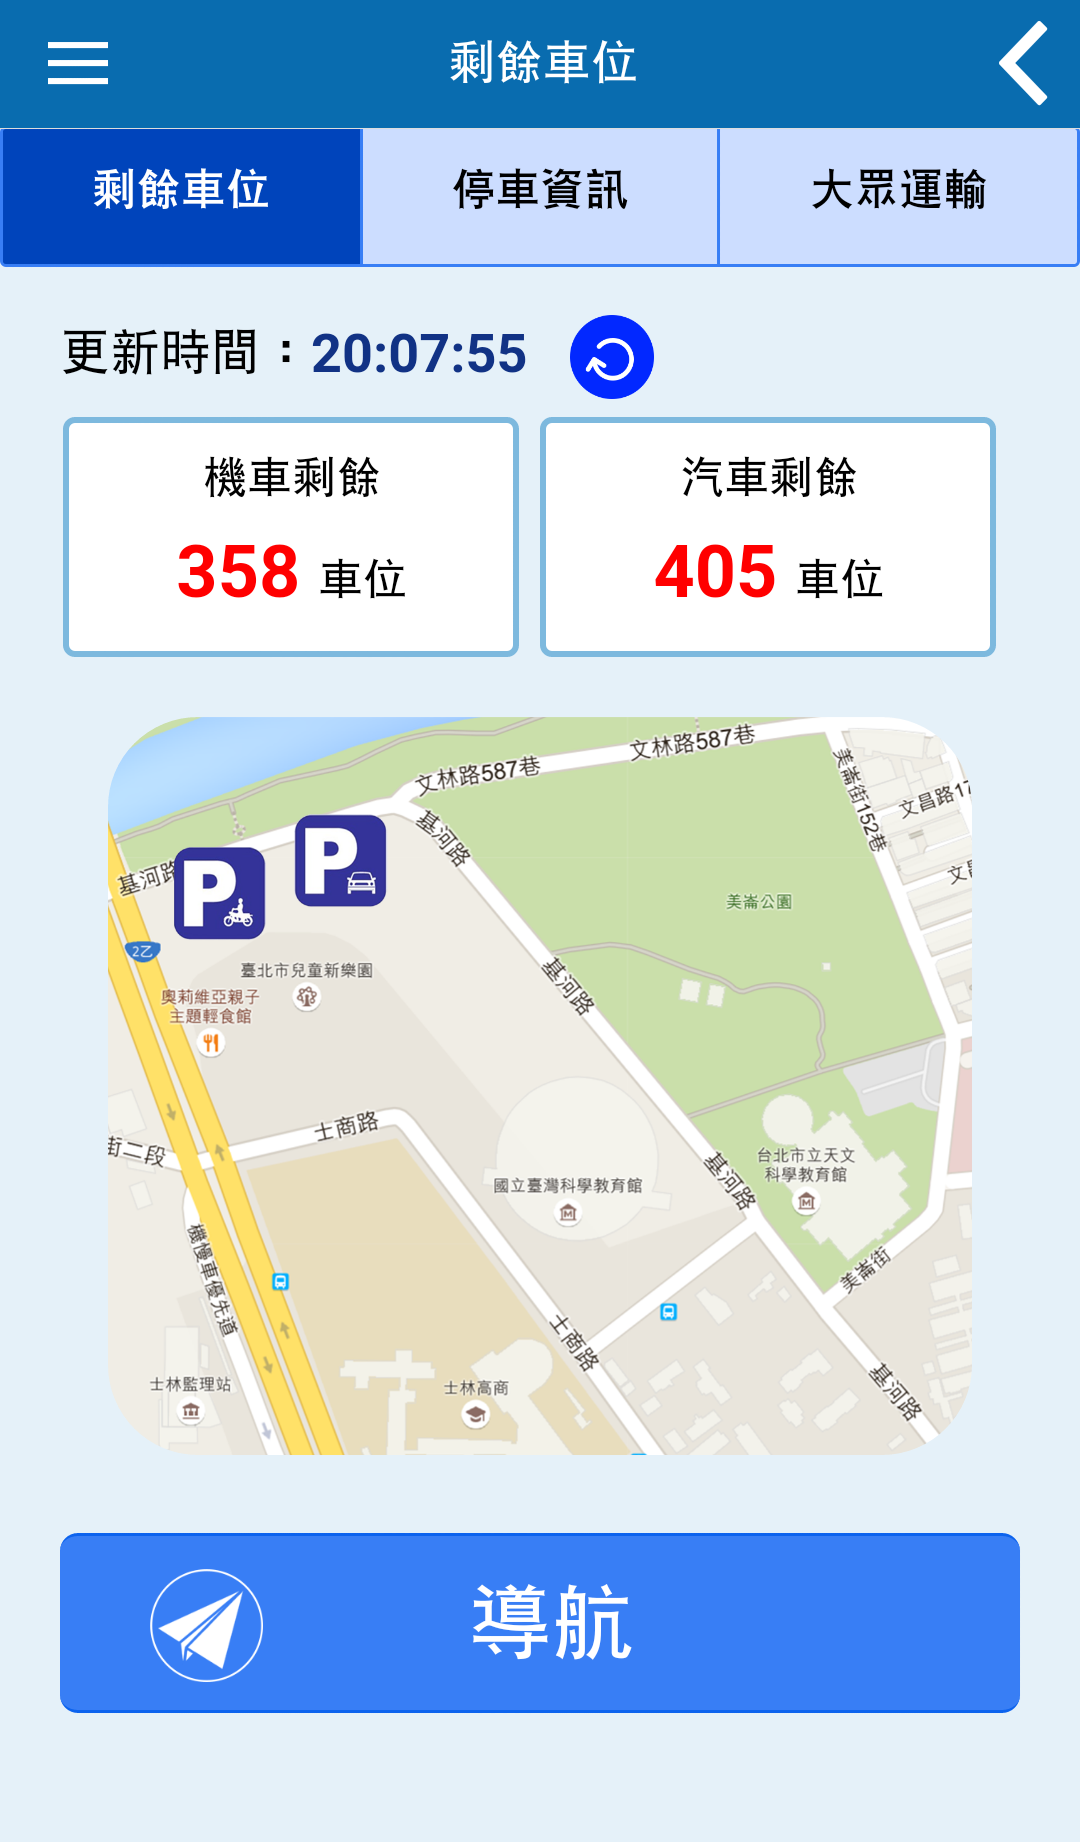 剩餘車位
剩餘車位 停車資訊 大眾運輸
更新時間：20:07:55
機車剩餘
358 車位
汽車剩餘
405 車位
文林路587巷
文林路587巷
美崙街152巷
文昌路17
文
基河路
基河路
P
P
美崙公園
2乙
臺北市兒童新樂園
基河路
奧莉維亞親子
主題輕食館
士商路
街二段
國立臺灣科學教育館
基河路
台北市立天文
科學教育館
機慢車優先道
美崙街
士商路
士林監理站
士林高商
基河路
導航